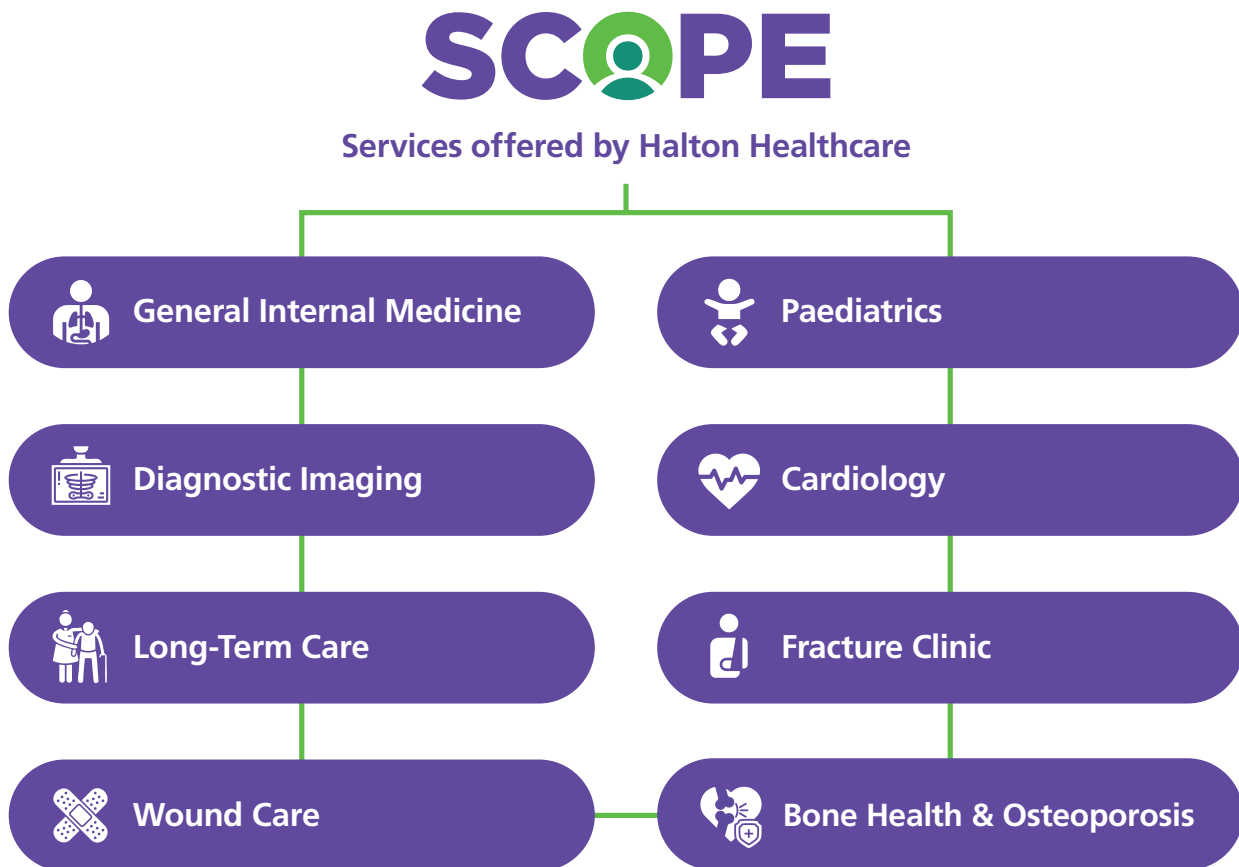 SCOPE
Services offered by Halton Healthcare
General Internal Medicine
Paediatrics
Diagnostic Imaging
Cardiology
Long-Term Care
Fracture Clinic
Wound Care
Bone Health & Osteoporosis